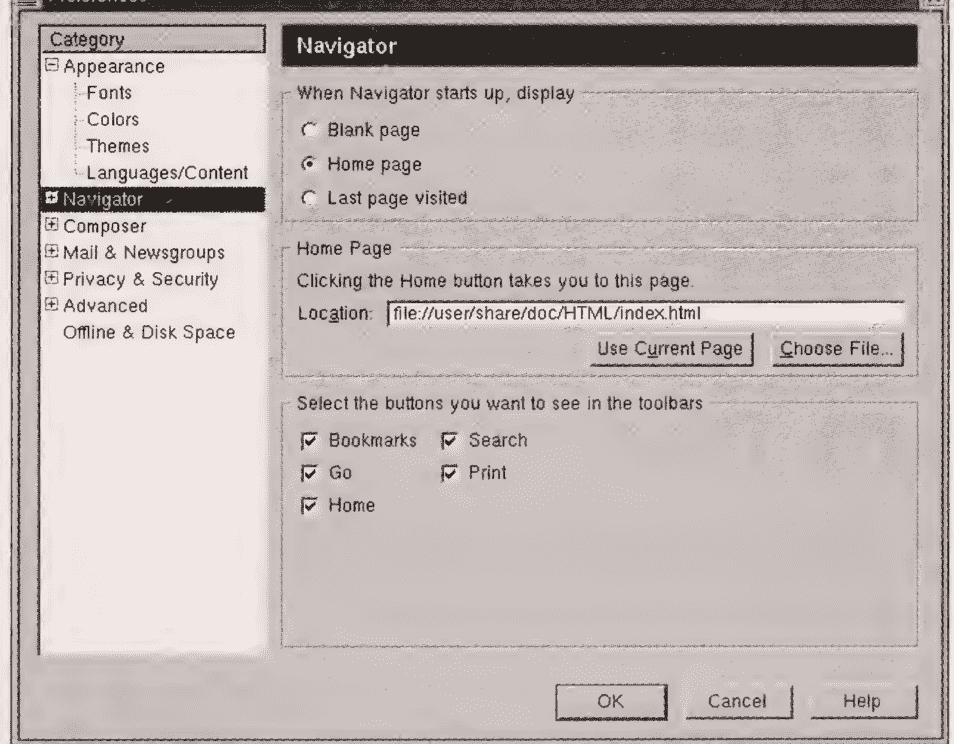 Preferences
Category
Appearance
Fonts
Colors
Themes
Languages/Content
Navigator
Composer
Mail & Newsgroups
Privacy & Security
Advanced
Offline & Disk Space
Navigator
When Navigator starts up, display
Blank page
Home page
Last page visited
Home Page
Clicking the Home button takes you to this page.
Location: file://user/share/doc/HTML/index.html
Use Current Page Choose File...
Select the buttons you want to see in the toolbars
Bookmarks Search
Go Print
Home
OK Cancel Help